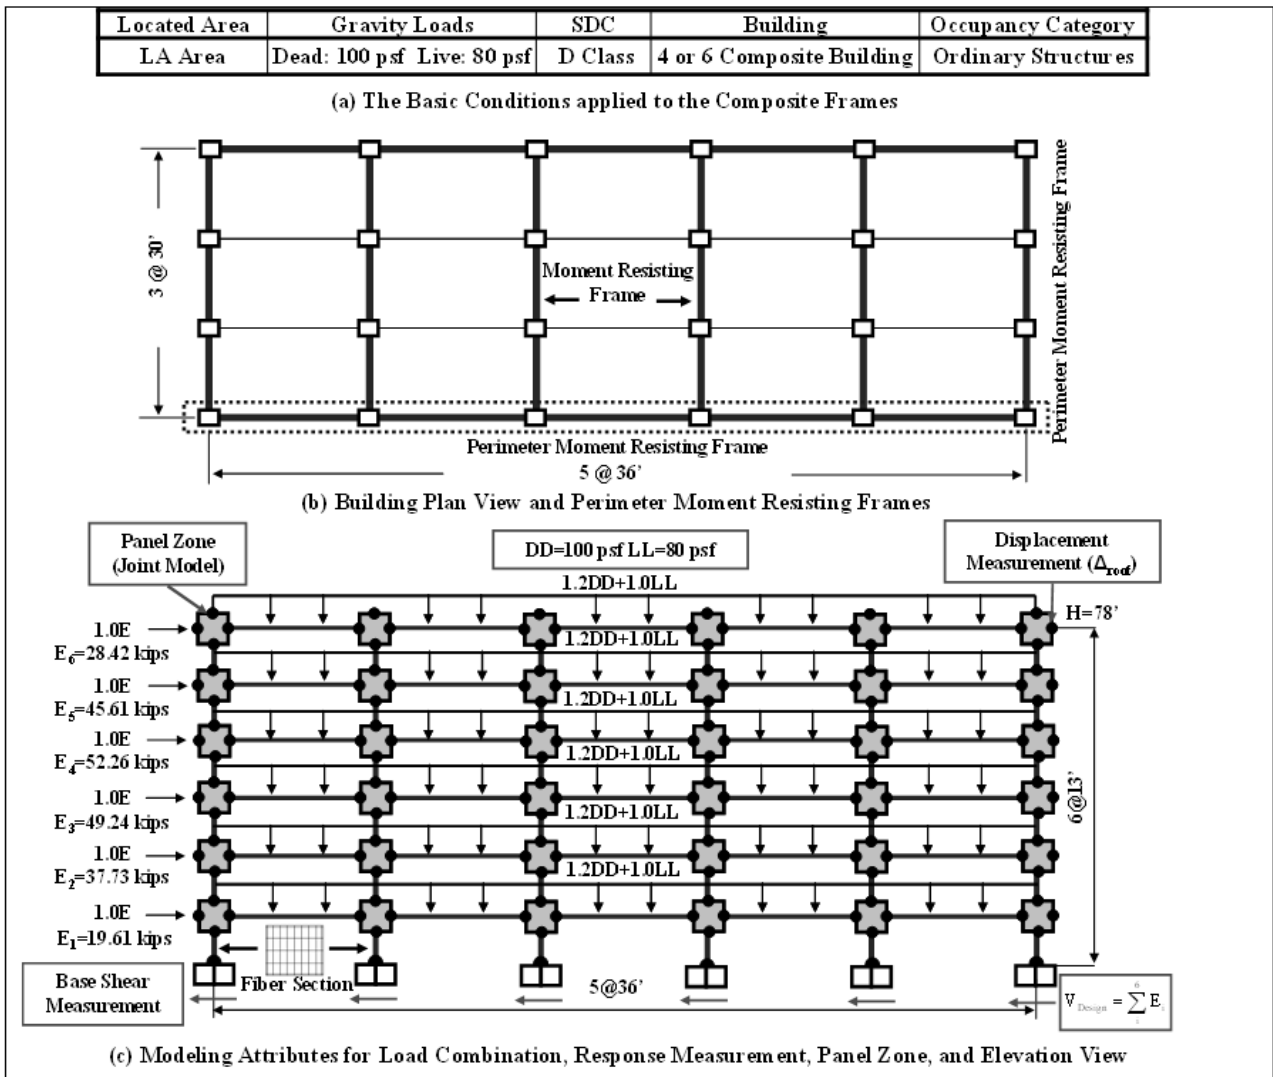 Located Area Gravity Loads SDC Building Occupancy Category
LA Area Dead: 100 psf Live: 80 psf D Class 4 or 6 Composite Building Ordinary Structures
(a) The Basic Conditions applied to the Composite Frames
3 @ 30’
Moment Resisting
Frame
Perimeter Moment Resisting Frame
Perimeter Moment Resisting Frame
5 @ 36’
(b) Building Plan View and Perimeter Moment Resisting Frames
Panel Zone
(Joint Model)
DD=100 psf LL=80 psf
Displacement
Measurement (Δroof)
1.2DD+1.0LL
H=78’
1.0E
1.2DD+1.0LL
E6=28.42 kips
1.0E
1.2DD+1.0LL
E5=45.61 kips
1.0E
1.2DD+1.0LL
E4=52.26 kips
1.0E
1.2DD+1.0LL
E3=49.24 kips
6@13’
1.0E
1.2DD+1.0LL
E2=37.73 kips
1.0E
E1=19.61 kips
Base Shear
Measurement
Fiber Section
5@36’
VDesign = ∑ 6 i Ei
(c) Modeling Attributes for Load Combination, Response Measurement, Panel Zone, and Elevation View